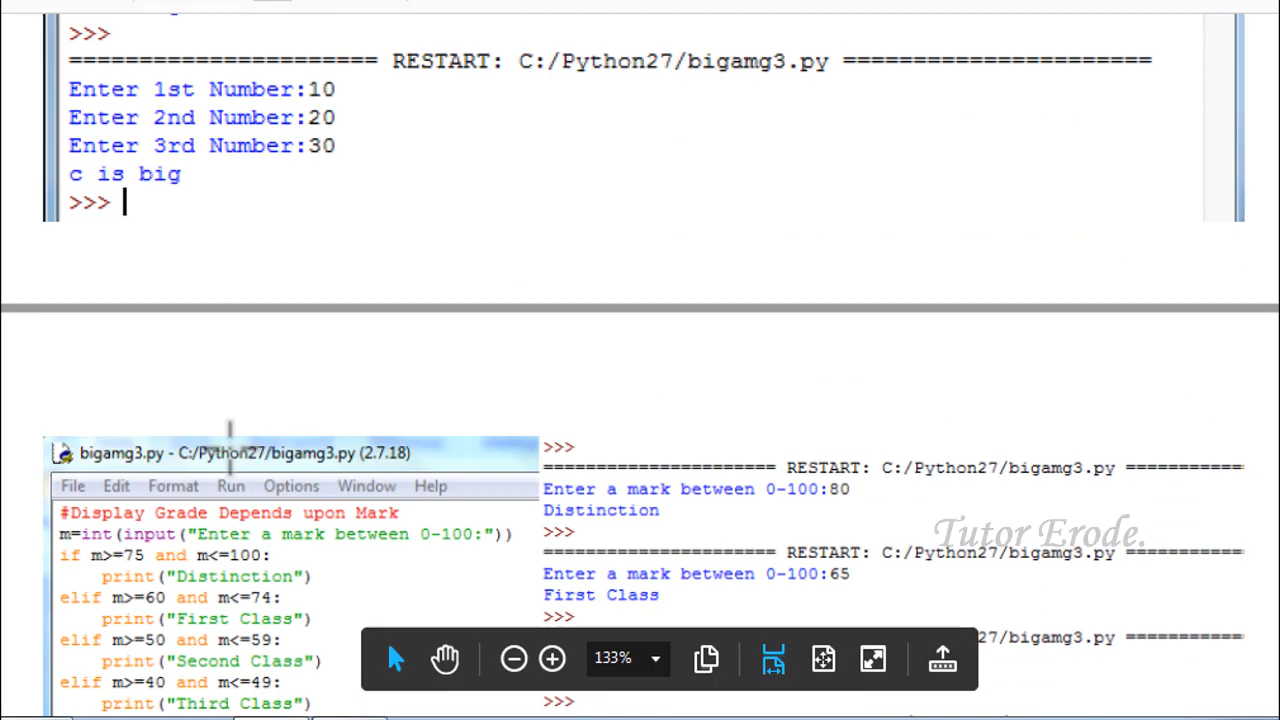 >>>
====================== RESTART: C:/Python27/bigamg3.py ======================
Enter 1st Number:10
Enter 2nd Number:20
Enter 3rd Number:30
c is big
>>>
bigamg3.py - C:/Python27/bigamg3.py (2.7.18)
File Edit Format Run Options Window Help
#Display Grade Depends upon Mark
m=int(input("Enter a mark between 0-100:"))
if m>=75 and m<=100:
    print("Distinction")
elif m>=60 and m<=74:
    print("First Class")
elif m>=50 and m<=59:
    print("Second Class")
elif m>=40 and m<=49:
    print("Third Class")
>>>
====================== RESTART: C:/Python27/bigamg3.py ===========
Enter a mark between 0-100:80
Distinction
>>>
====================== RESTART: C:/Python27/bigamg3.py ===========
Enter a mark between 0-100:65
First Class
>>>
27/bigamg3.py ===========
>>>
Tutor Erode.
133%